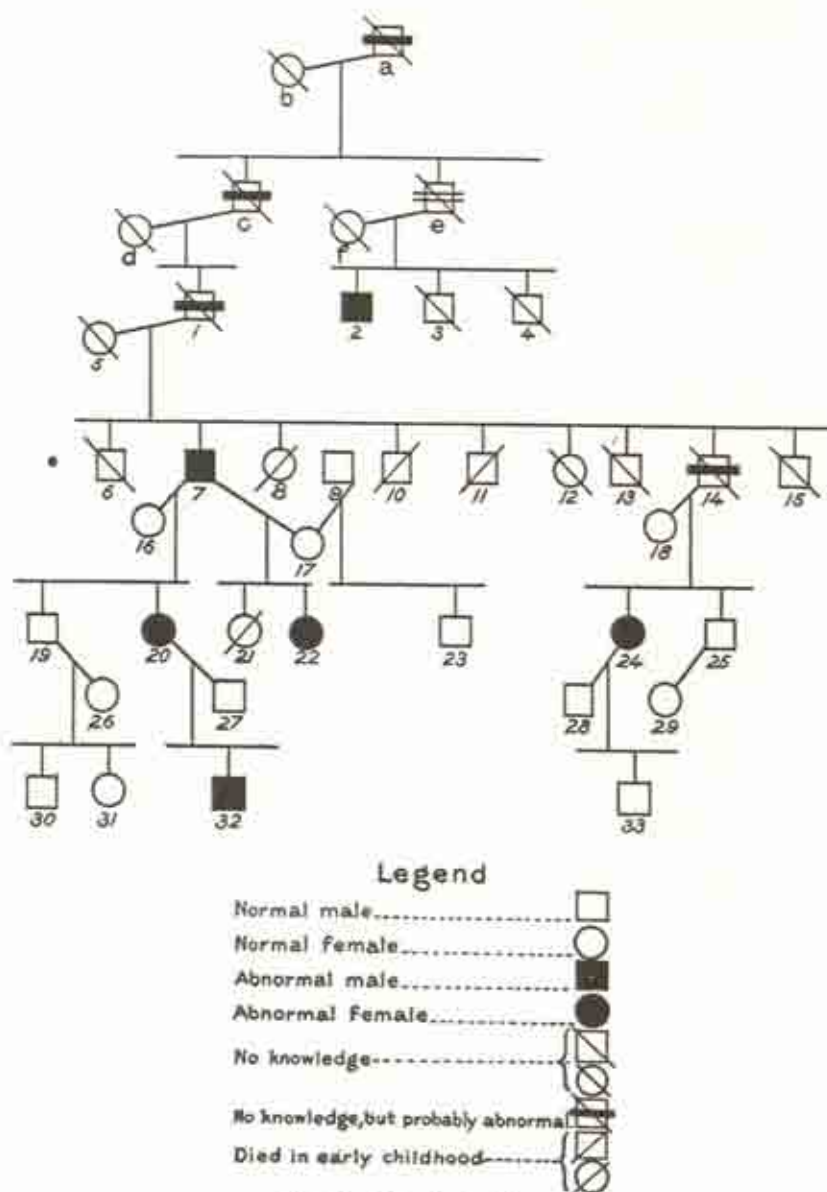 a
b
c
e
d
f
1
2
3
4
5
6
7
8
9
10
11
12
13
14
15
16
17
18
19
20
21
22
23
24
25
26
27
28
29
30
31
32
33
Legend
Normal male
Normal female
Abnormal male
Abnormal female
No knowledge
No knowledge, but probably abnormal
Died in early childhood